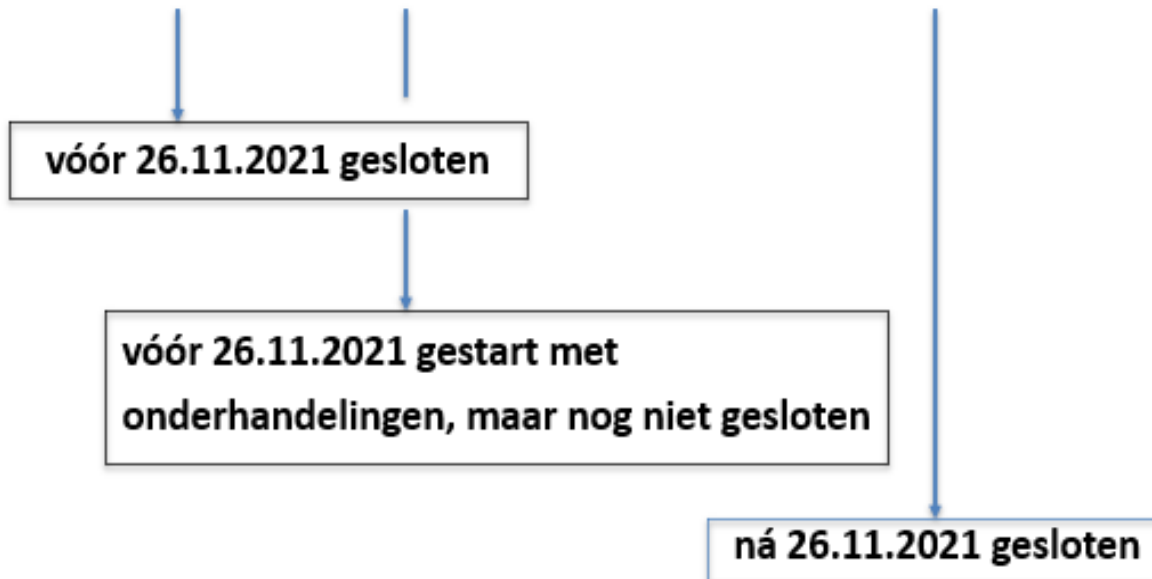 vóór 26.11.2021 gesloten
vóór 26.11.2021 gestart met
onderhandelingen, maar nog niet gesloten
ná 26.11.2021 gesloten